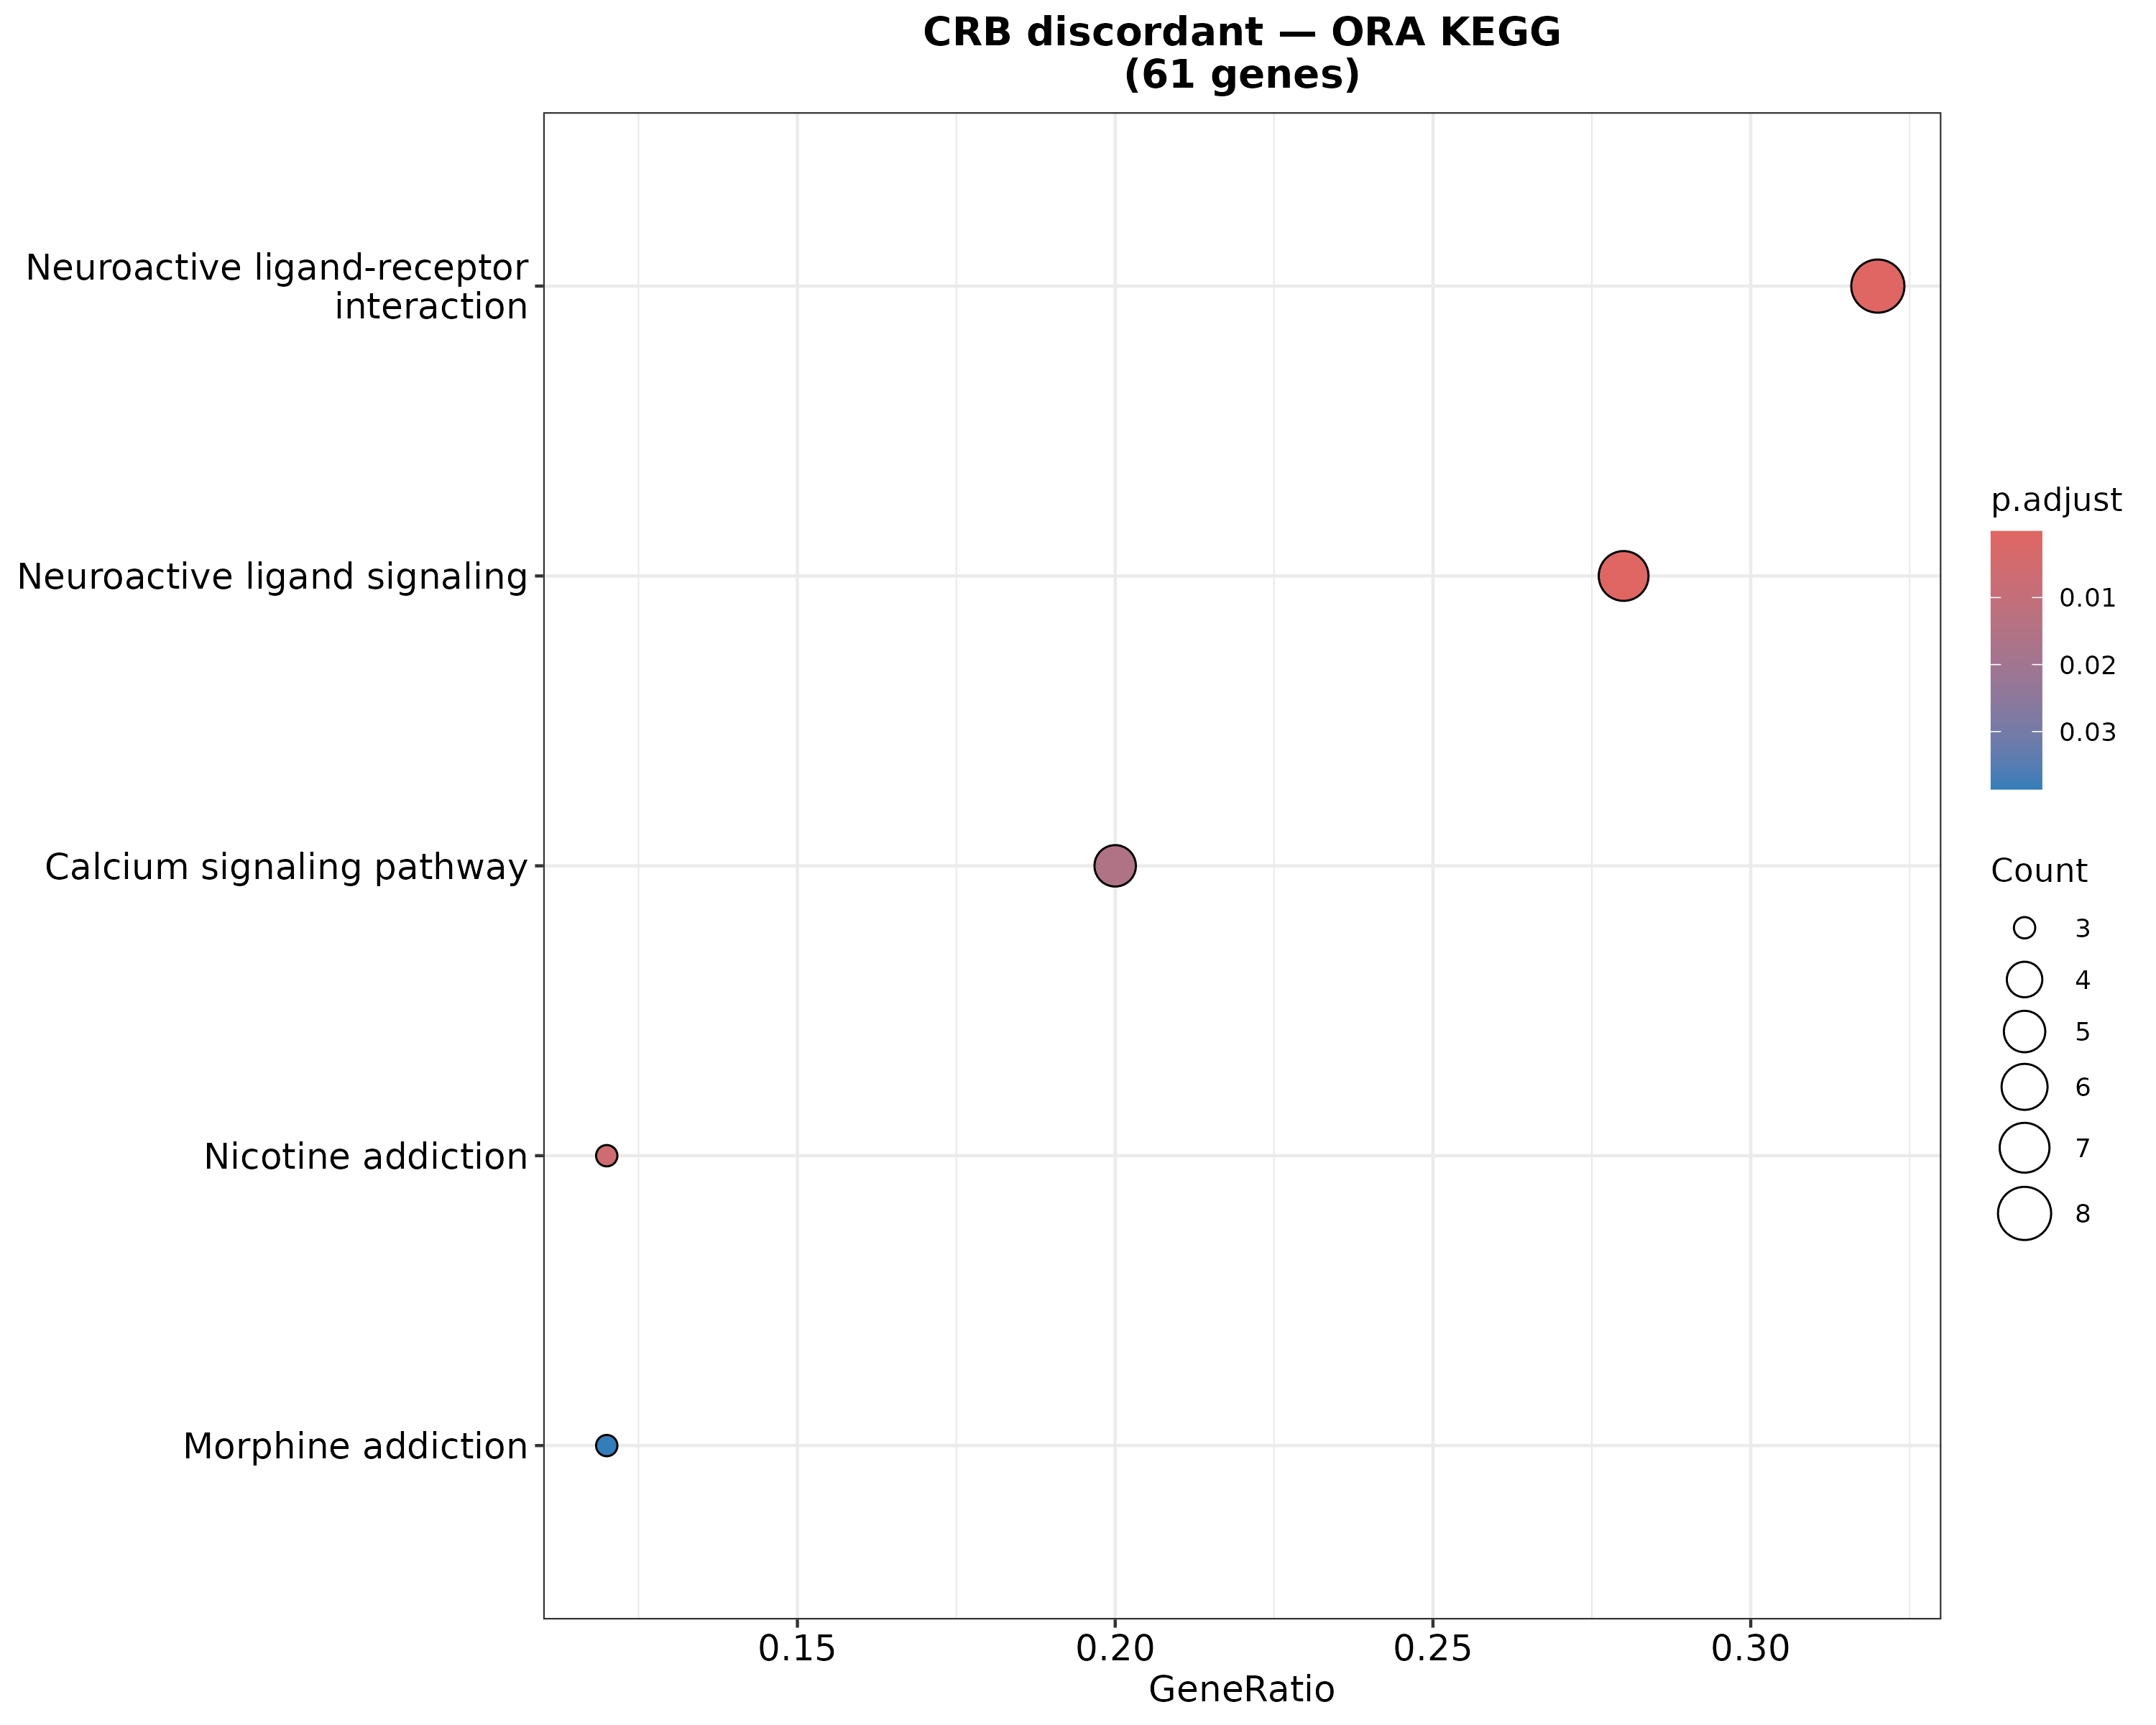 CRB discordant — ORA KEGG
(61 genes)
Neuroactive ligand-receptor
interaction
Neuroactive ligand signaling
Calcium signaling pathway
Nicotine addiction
Morphine addiction
0.15
0.20
0.25
0.30
GeneRatio
p.adjust
0.01
0.02
0.03
Count
3
4
5
6
7
8